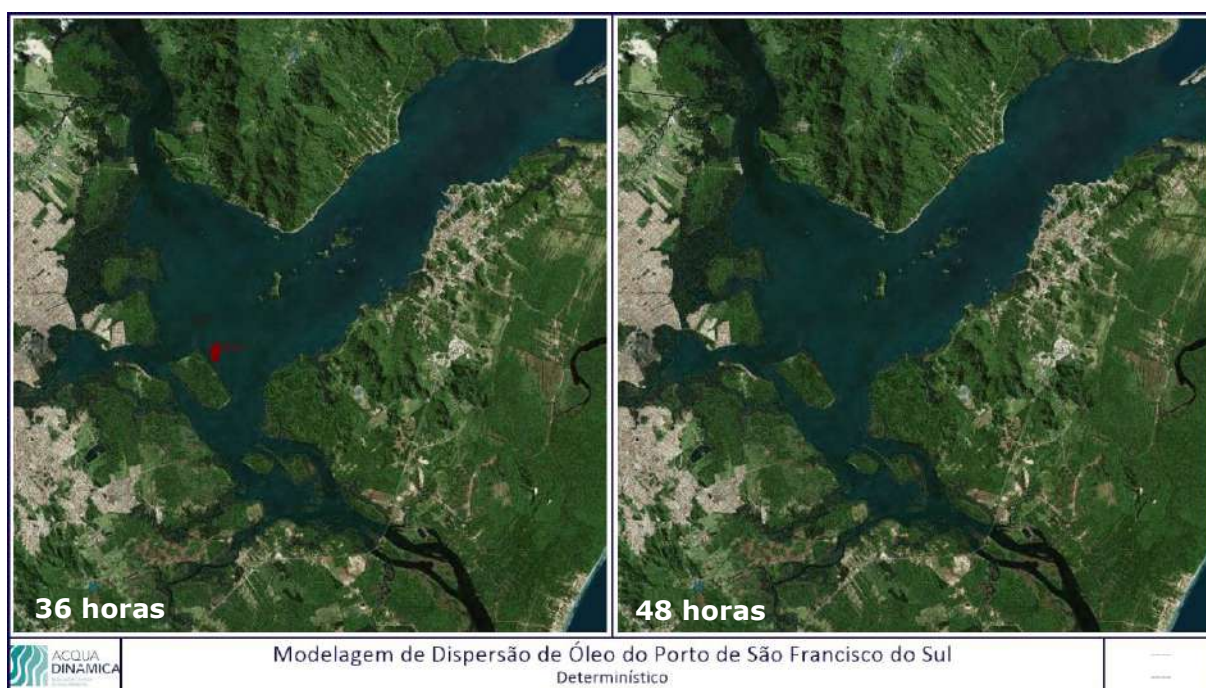 36 horas
48 horas
ACQUA
DINAMICA
Modelagem de Dispersão de Óleo do Porto de São Francisco do Sul
Determinístico